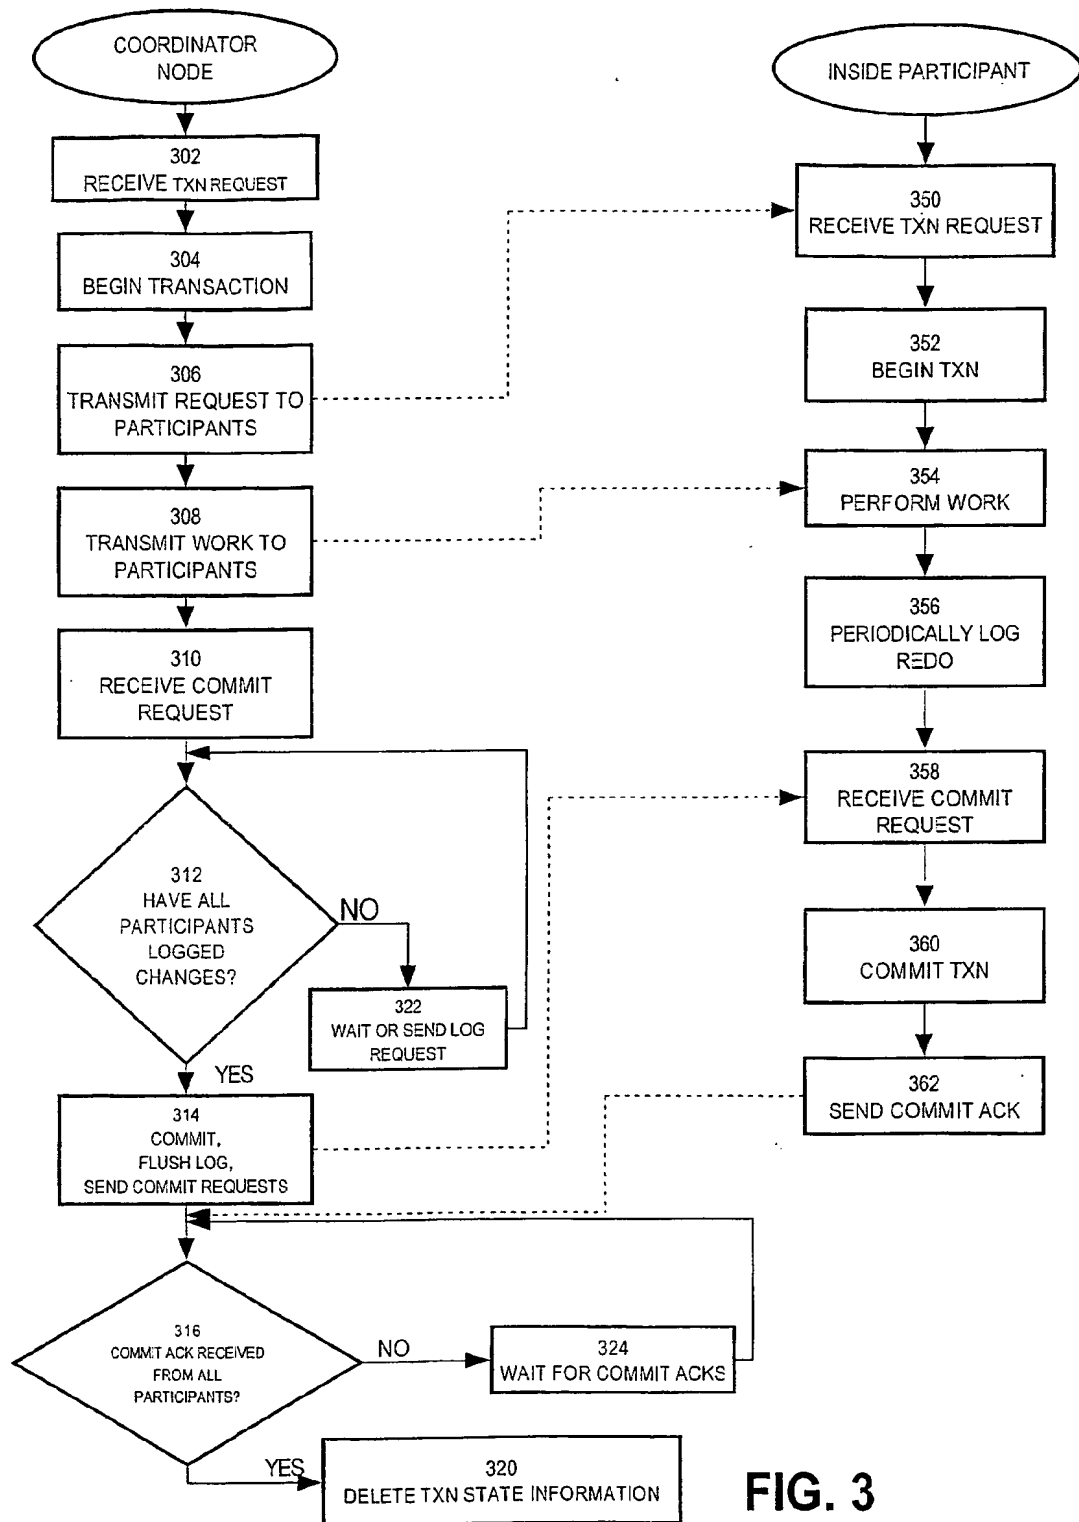 COORDINATOR
NODE
302
RECEIVE TXN REQUEST
304
BEGIN TRANSACTION
306
TRANSMIT REQUEST TO
PARTICIPANTS
308
TRANSMIT WORK TO
PARTICIPANTS
310
RECEIVE COMMIT
REQUEST
312
HAVE ALL
PARTICIPANTS
LOGGED
CHANGES?
NO
322
WAIT OR SEND LOG
REQUEST
YES
314
COMMIT,
FLUSH LOG,
SEND COMMIT REQUESTS
316
COMMIT ACK RECEIVED
FROM ALL
PARTICIPANTS?
NO
324
WAIT FOR COMMIT ACKS
YES
320
DELETE TXN STATE INFORMATION
INSIDE PARTICIPANT
350
RECEIVE TXN REQUEST
352
BEGIN TXN
354
PERFORM WORK
356
PERIODICALLY LOG
REDO
358
RECEIVE COMMIT
REQUEST
360
COMMIT TXN
362
SEND COMMIT ACK
FIG. 3